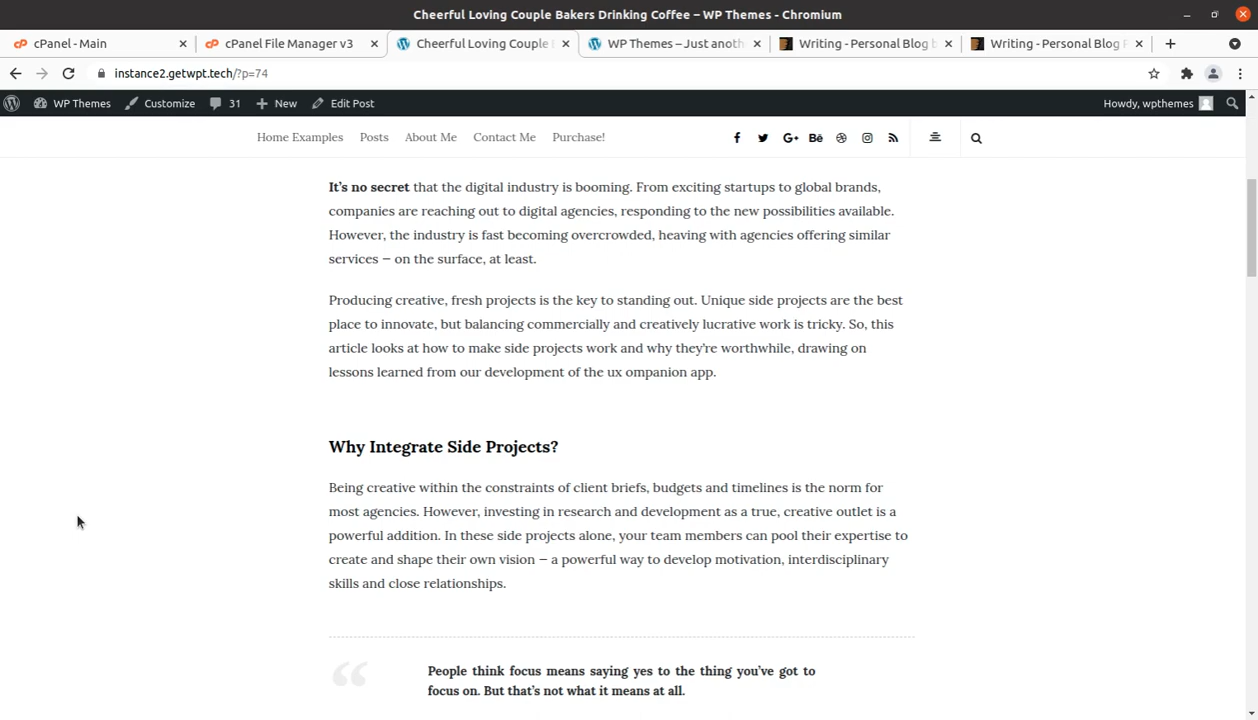 Cheerful Loving Couple Bakers Drinking Coffee – WP Themes - Chromium
cPanel - Main
cPanel File Manager v3
Cheerful Loving Couple
WP Themes – Just anoth
Writing - Personal Blog
Writing - Personal Blog
instance2.getwpt.tech/?p=74
WP Themes
Customize
31
New
Edit Post
Howdy, wpthemes
Home Examples
Posts
About Me
Contact Me
Purchase!
It's no secret that the digital industry is booming. From exciting startups to global brands,
companies are reaching out to digital agencies, responding to the new possibilities available.
However, the industry is fast becoming overcrowded, heaving with agencies offering similar
services – on the surface, at least.
Producing creative, fresh projects is the key to standing out. Unique side projects are the best
place to innovate, but balancing commercially and creatively lucrative work is tricky. So, this
article looks at how to make side projects work and why they're worthwhile, drawing on
lessons learned from our development of the ux ompanion app.
Why Integrate Side Projects?
Being creative within the constraints of client briefs, budgets and timelines is the norm for
most agencies. However, investing in research and development as a true, creative outlet is a
powerful addition. In these side projects alone, your team members can pool their expertise to
create and shape their own vision – a powerful way to develop motivation, interdisciplinary
skills and close relationships.
People think focus means saying yes to the thing you've got to
focus on. But that's not what it means at all.